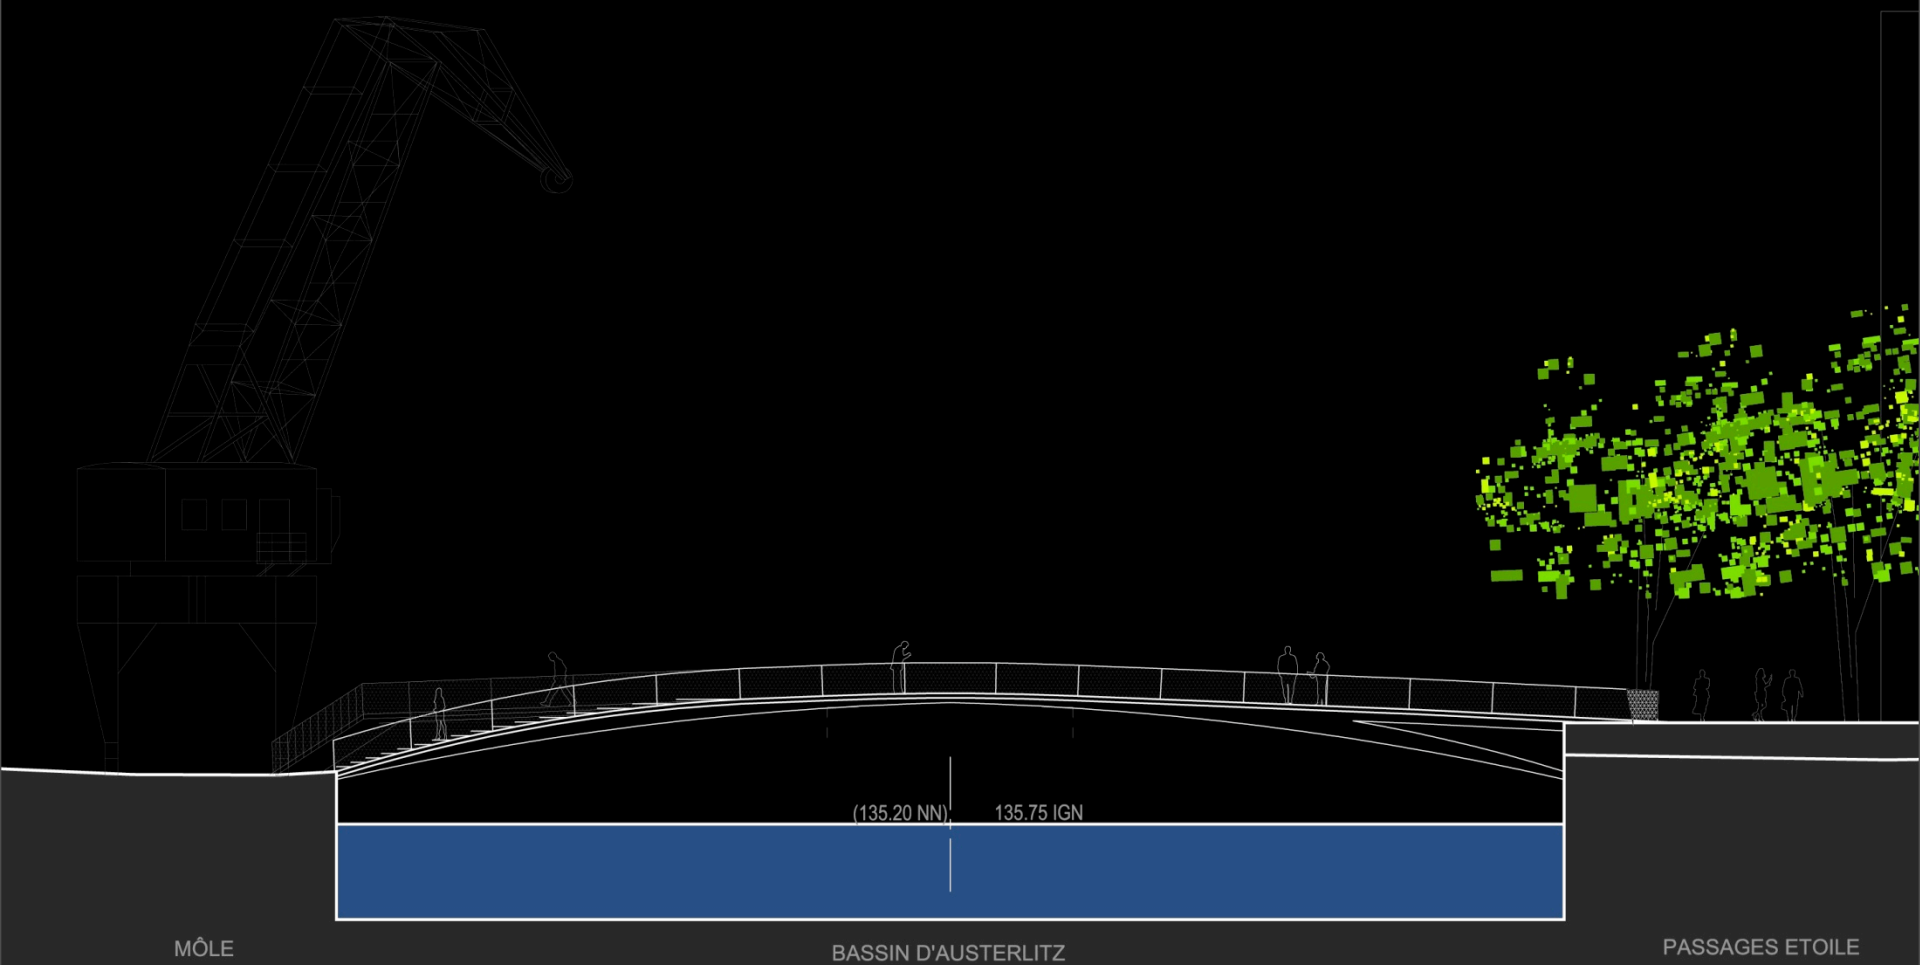 (135.20 NN) 135.75 IGN
MÔLE
BASSIN D'AUSTERLITZ
PASSAGES ETOILE